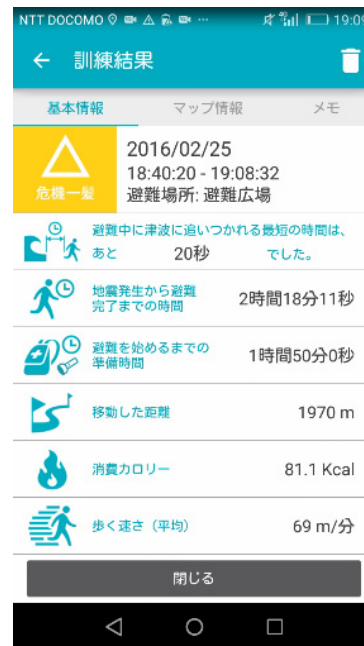 NTT DOCOMO ... 19:09
訓練結果
基本情報 マップ情報 メモ
危機一髪
2016/02/25
18:40:20 - 19:08:32
避難場所: 避難広場
避難中に津波に追いつかれる最短の時間は、
あと 20秒 でした。
地震発生から避難
完了までの時間
2時間18分11秒
避難を始めるまでの
準備時間
1時間50分0秒
移動した距離 1970 m
消費カロリー 81.1 Kcal
歩く速さ（平均） 69 m/分
閉じる